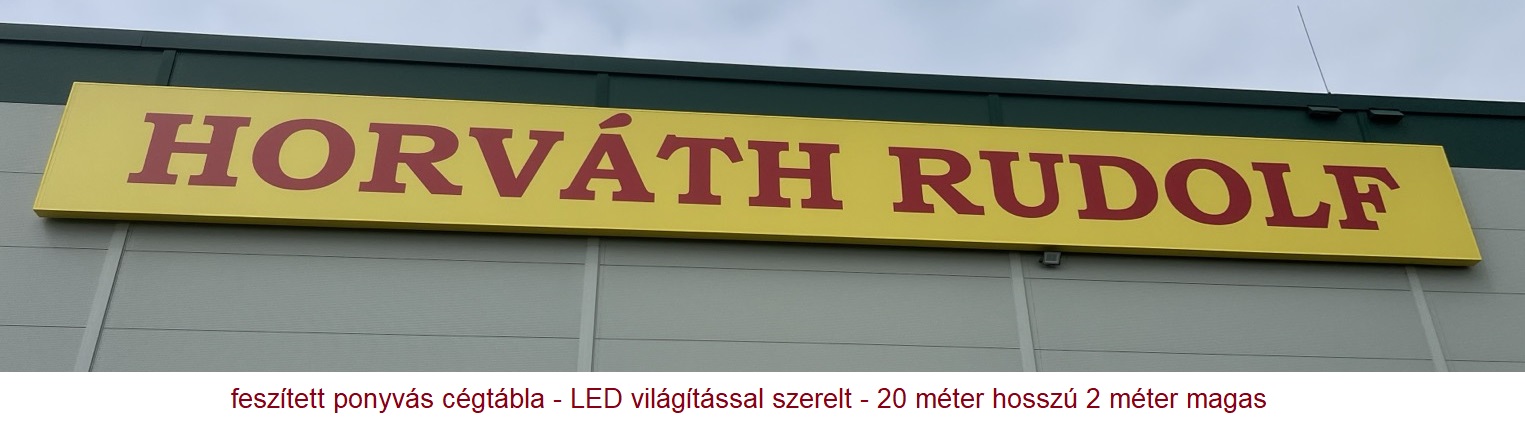 HORVÁTH RUDOLF
feszített ponyvás cégtábla - LED világítással szerelt - 20 méter hosszú 2 méter magas